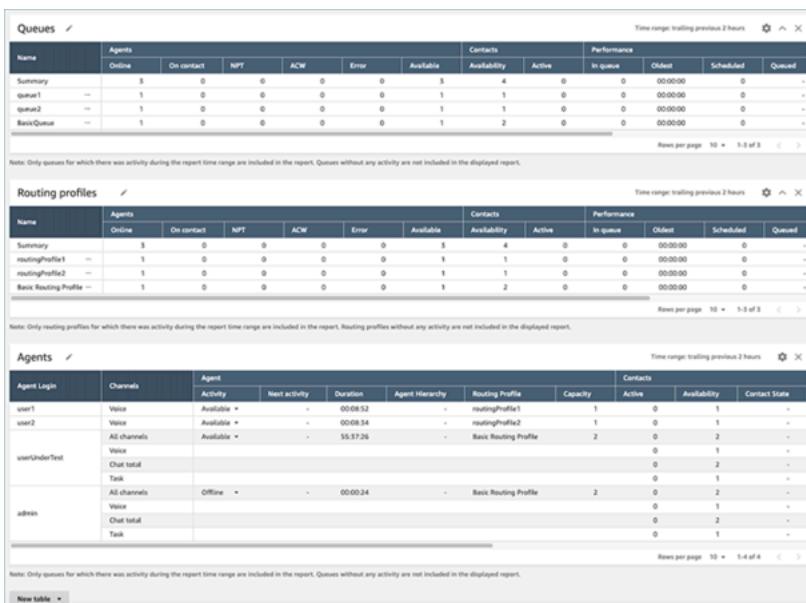 Queues
Time range: trailing previous 2 hours
Name Agents Contacts Performance
Online On contact NPT ACW Error Available Availability Active In queue Oldest Scheduled Queued
Summary 3 0 0 0 0 3 4 0 0 00:00:00 0 -
queue1 ... 1 0 0 0 0 1 1 0 0 00:00:00 0 -
queue2 ... 1 0 0 0 0 1 1 0 0 00:00:00 0 -
BasicQueue ... 1 0 0 0 0 1 2 0 0 00:00:00 0 -
Rows per page 10 1-3 of 3
Note: Only queues for which there was activity during the report time range are included in the report. Queues without any activity are not included in the displayed report.
Routing profiles
Time range: trailing previous 2 hours
Name Agents Contacts Performance
Online On contact NPT ACW Error Available Availability Active In queue Oldest Scheduled Queued
Summary 3 0 0 0 0 3 4 0 0 00:00:00 0 -
routingProfile1 ... 1 0 0 0 0 1 1 0 0 00:00:00 0 -
routingProfile2 ... 1 0 0 0 0 1 1 0 0 00:00:00 0 -
Basic Routing Profile ... 1 0 0 0 0 1 2 0 0 00:00:00 0 -
Rows per page 10 1-3 of 3
Note: Only routing profiles for which there was activity during the report time range are included in the report. Routing profiles without any activity are not included in the displayed report.
Agents
Time range: trailing previous 2 hours
Agent Login Channels Agent Contacts
Activity Next activity Duration Agent Hierarchy Routing Profile Capacity Active Availability Contact State
user1 Voice Available - 00:08:52 - routingProfile1 1 0 1 -
user2 Voice Available - 00:08:34 - routingProfile2 1 0 1 -
userUnderTest All channels Available - 55:37:26 - Basic Routing Profile 2 0 2 -
Voice 0 1 -
Chat total 0 2 -
Task 0 1 -
admin All channels Offline - 00:00:24 - Basic Routing Profile 2 0 2 -
Voice 0 1 -
Chat total 0 2 -
Task 0 1 -
Rows per page 10 1-4 of 4
Note: Only queues for which there was activity during the report time range are included in the report. Queues without any activity are not included in the displayed report.
New table